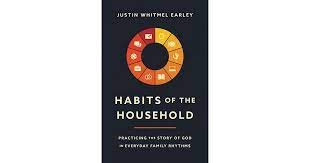 JUSTIN WHITMEL EARLEY
HABITS OF THE
HOUSEHOLD
PRACTICING THE STORY OF GOD
IN EVERYDAY FAMILY RHYTHMS